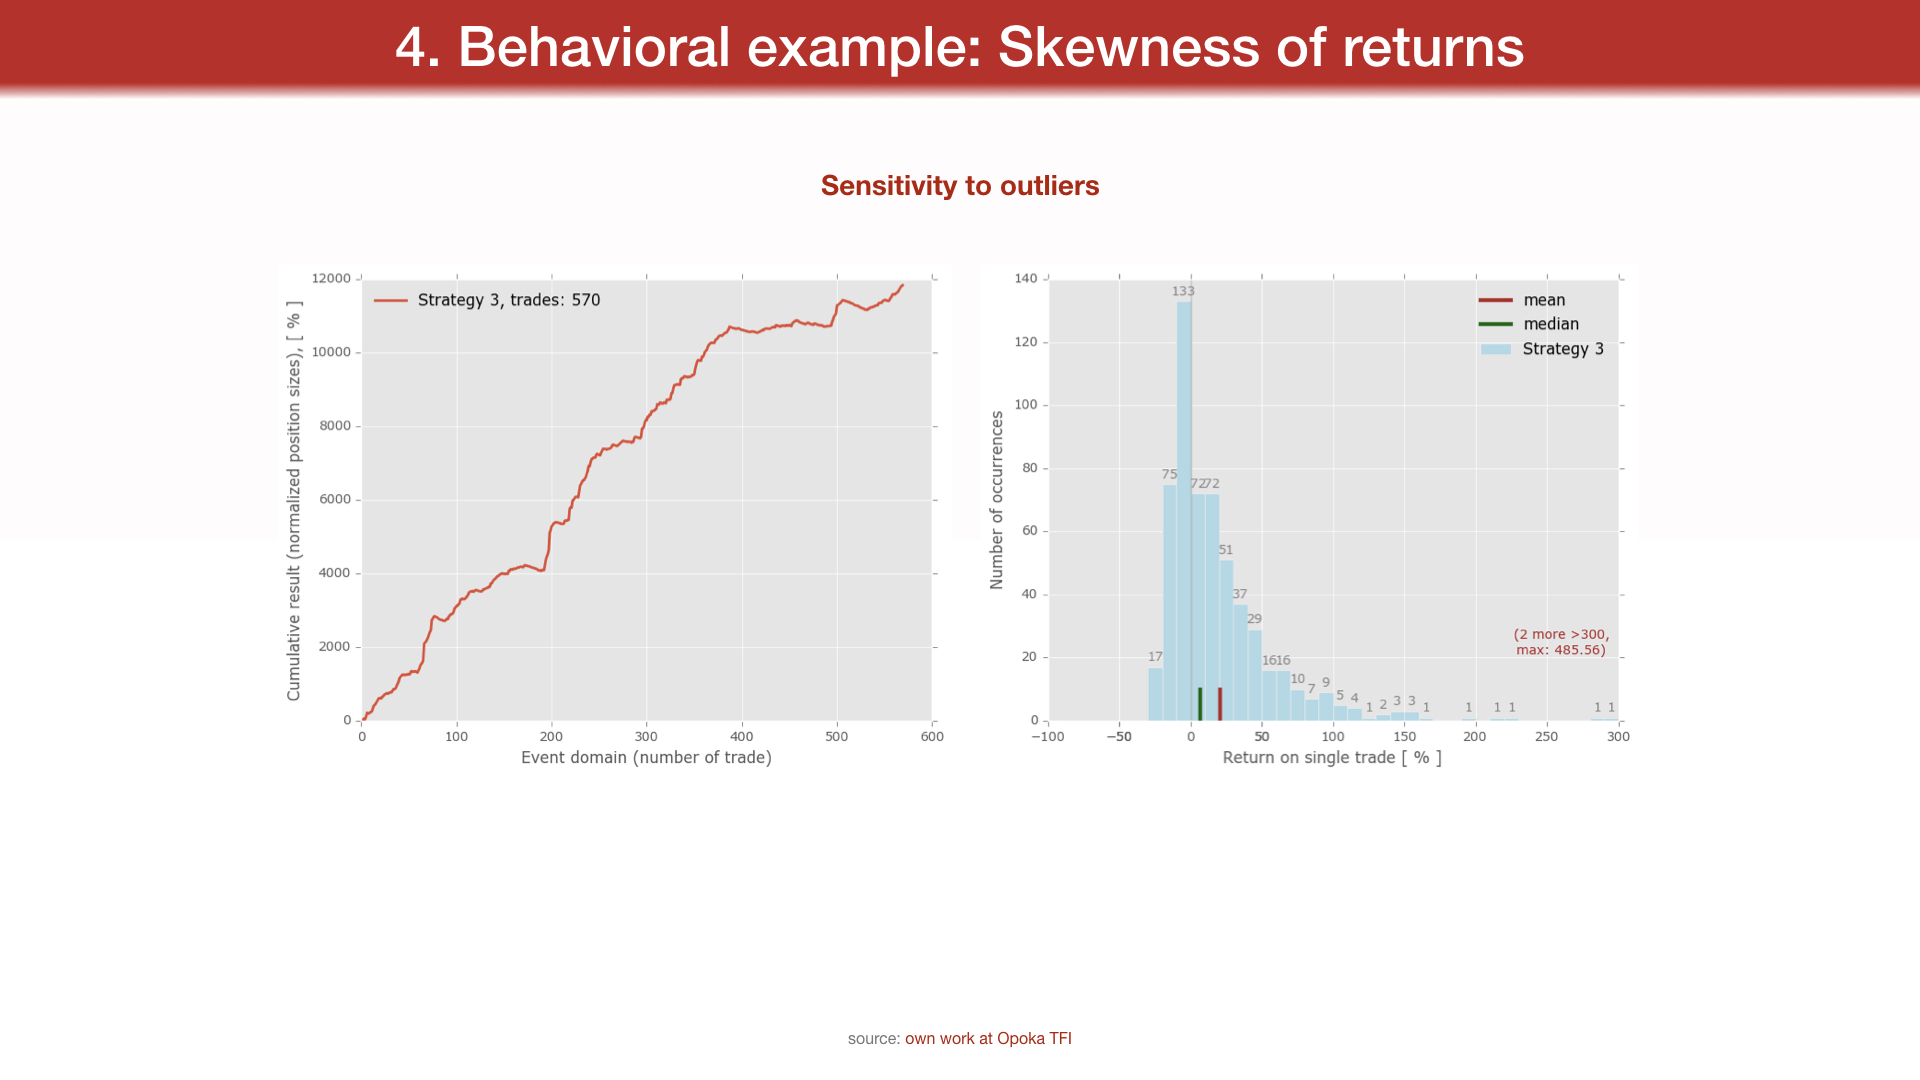 4. Behavioral example: Skewness of returns
Sensitivity to outliers
12000
10000
8000
6000
4000
2000
0
Cumulative result (normalized position sizes), [ % ]
Strategy 3, trades: 570
0 100 200 300 400 500 600
Event domain (number of trade)
140
120
100
80
60
40
20
0
Number of occurrences
mean
median
Strategy 3
17 75 133 72 72 51 37 29 16 16 10 7 9 5 4 1 2 3 3 1 1 1 1 1 1
(2 more >300,
max: 485.56)
−100 −50 0 50 100 150 200 250 300
Return on single trade [ % ]
source: own work at Opoka TFI